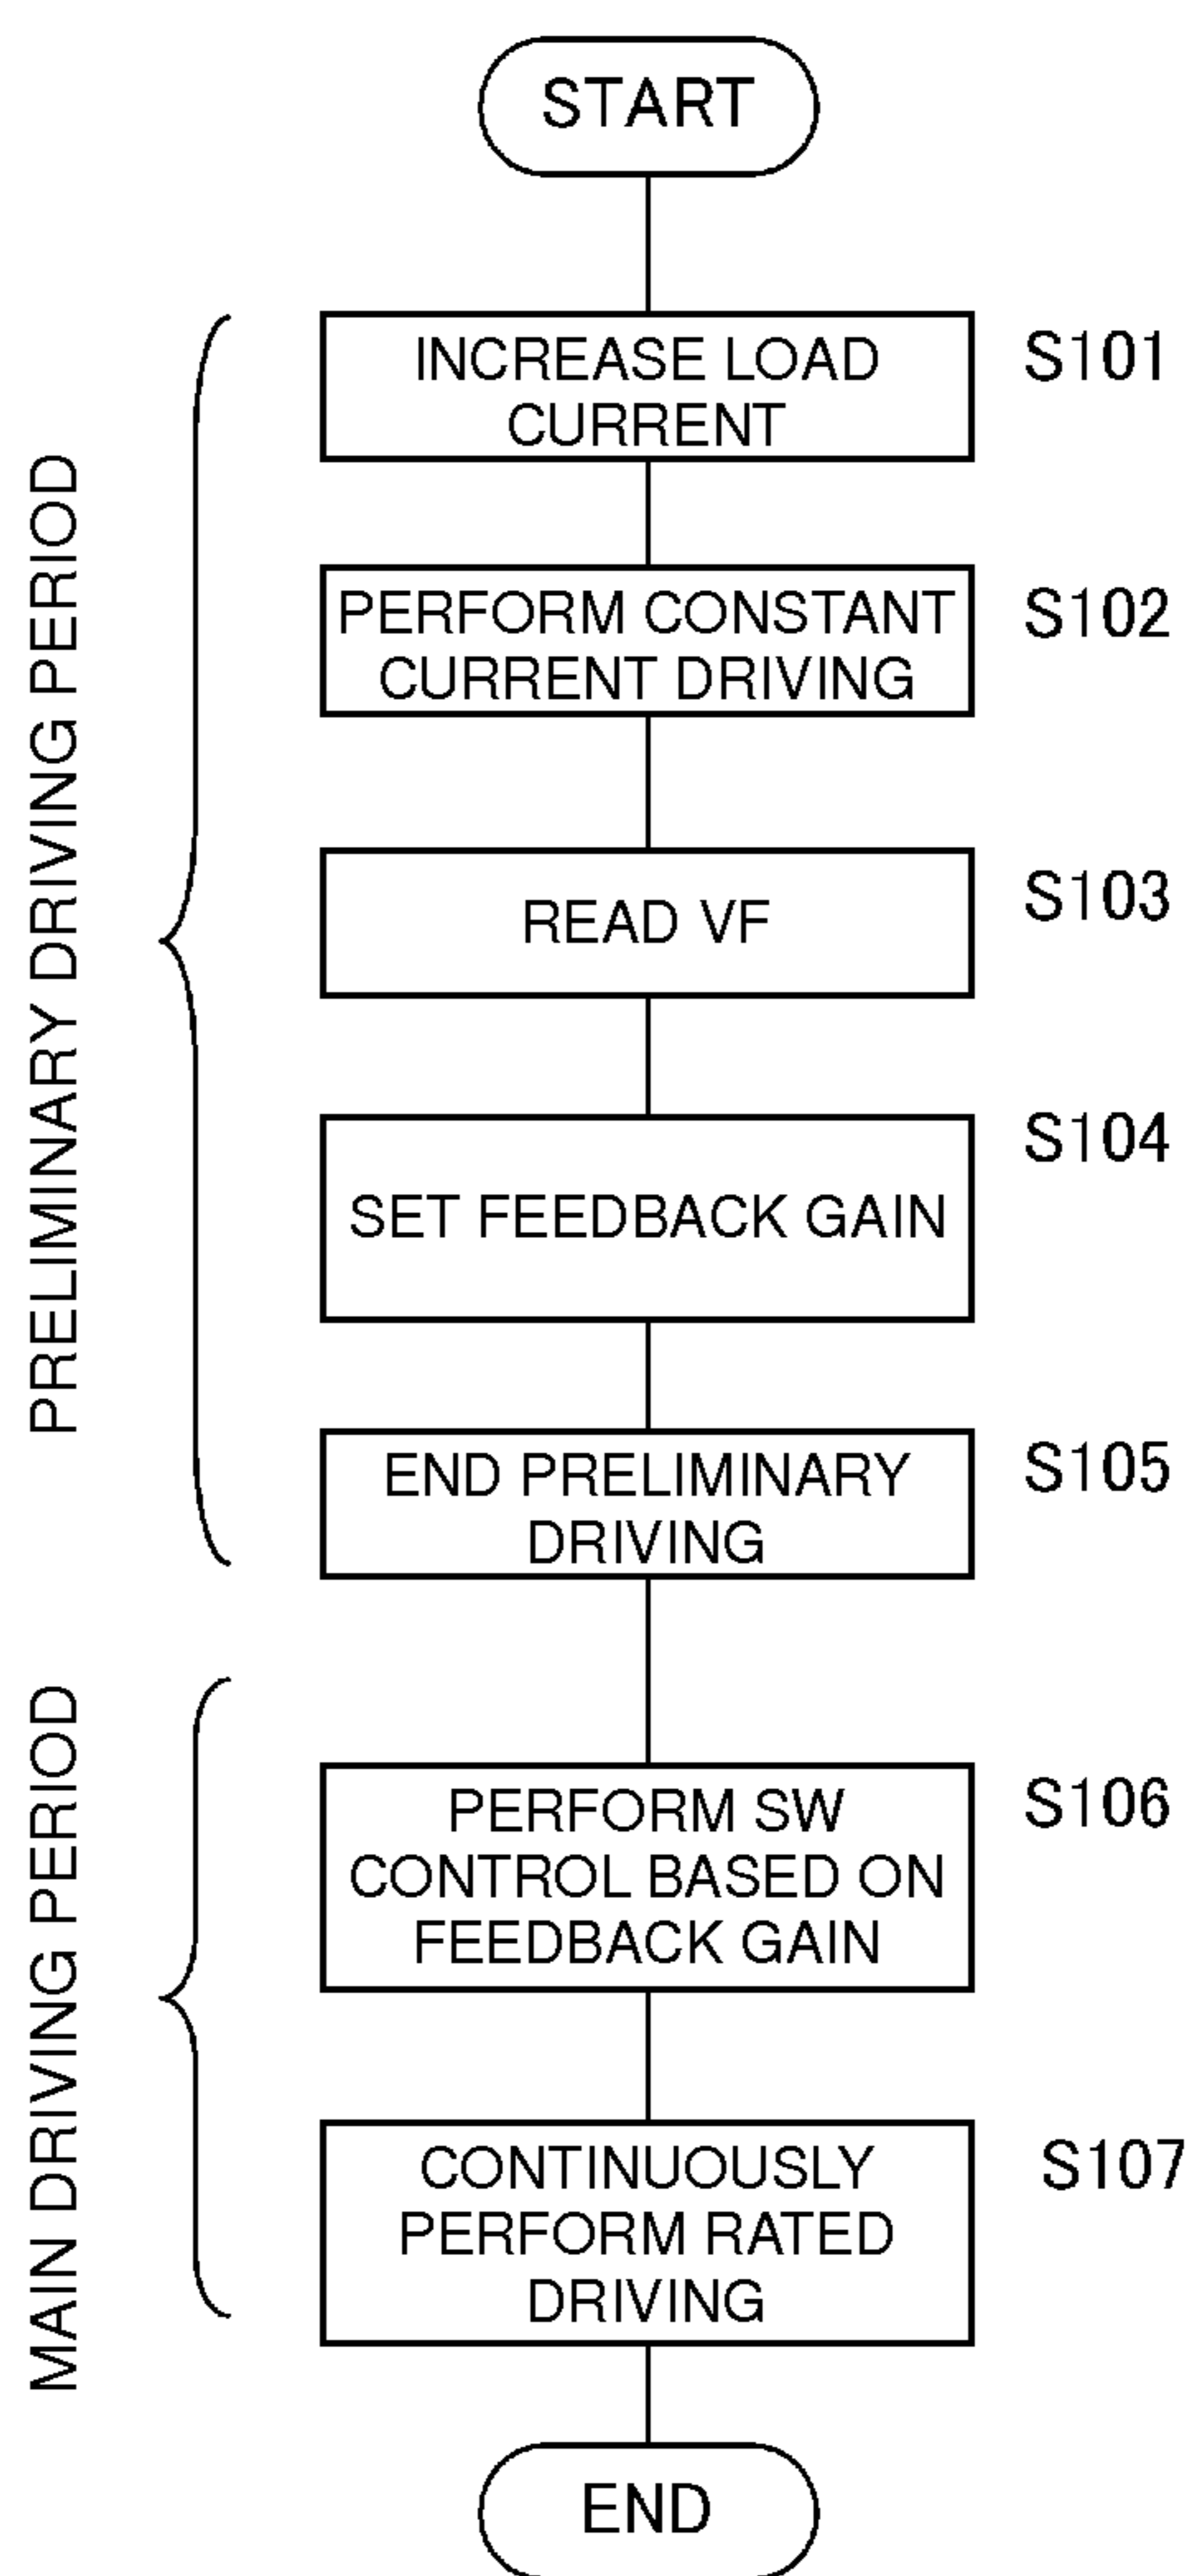 START
PRELIMINARY DRIVING PERIOD
INCREASE LOAD
CURRENT
S101
PERFORM CONSTANT
CURRENT DRIVING
S102
READ VF
S103
SET FEEDBACK GAIN
S104
END PRELIMINARY
DRIVING
S105
MAIN DRIVING PERIOD
PERFORM SW
CONTROL BASED ON
FEEDBACK GAIN
S106
CONTINUOUSLY
PERFORM RATED
DRIVING
S107
END